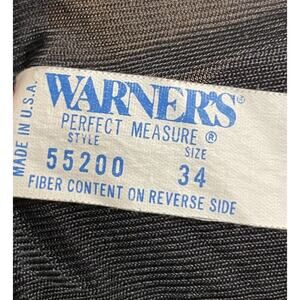 WARNER'S®
PERFECT MEASURE ®
STYLE SIZE
55200 34
FIBER CONTENT ON REVERSE SIDE
MADE IN U.S.A.